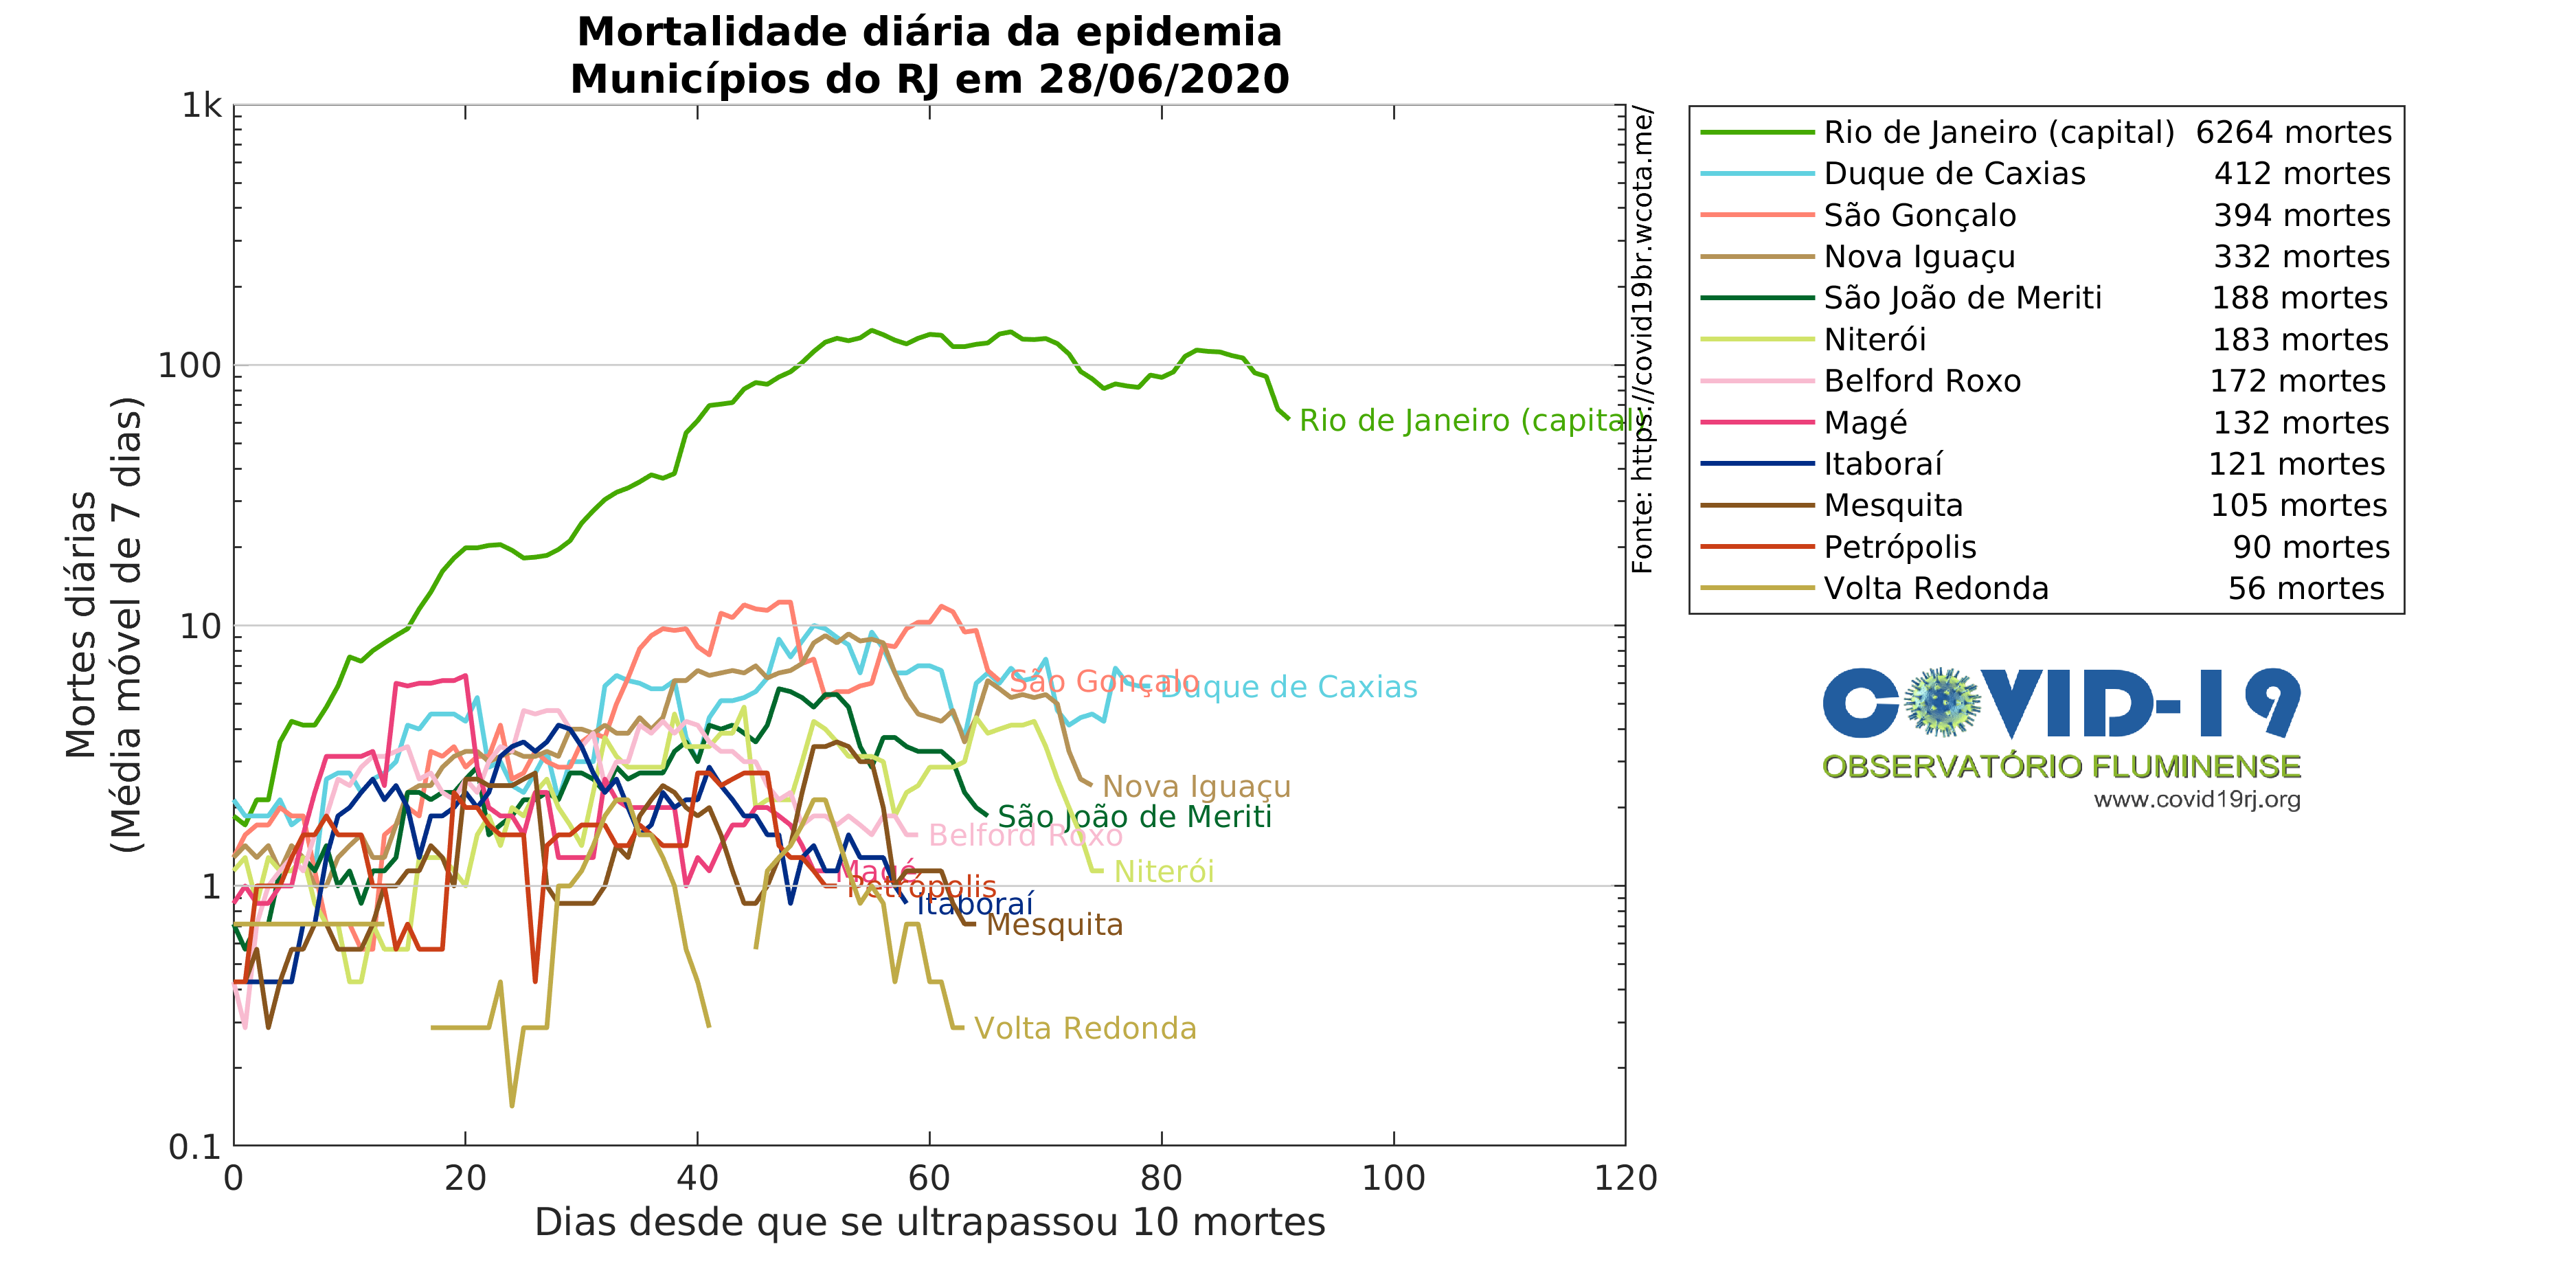 Mortalidade diária da epidemia
Municípios do RJ em 28/06/2020
Mortes diárias
(Média móvel de 7 dias)
1k
100
10
1
0.1
0
20
40
60
80
100
120
Dias desde que se ultrapassou 10 mortes
Rio de Janeiro (capital)
São Gonçalo
Duque de Caxias
Nova Iguaçu
São João de Meriti
Belford Roxo
Niterói
Magé
Petrópolis
Itaboraí
Mesquita
Volta Redonda
Fonte: https://covid19br.wcota.me/
Rio de Janeiro (capital) 6264 mortes
Duque de Caxias 412 mortes
São Gonçalo 394 mortes
Nova Iguaçu 332 mortes
São João de Meriti 188 mortes
Niterói 183 mortes
Belford Roxo 172 mortes
Magé 132 mortes
Itaboraí 121 mortes
Mesquita 105 mortes
Petrópolis 90 mortes
Volta Redonda 56 mortes
COVID-19
OBSERVATÓRIO FLUMINENSE
www.covid19rj.org